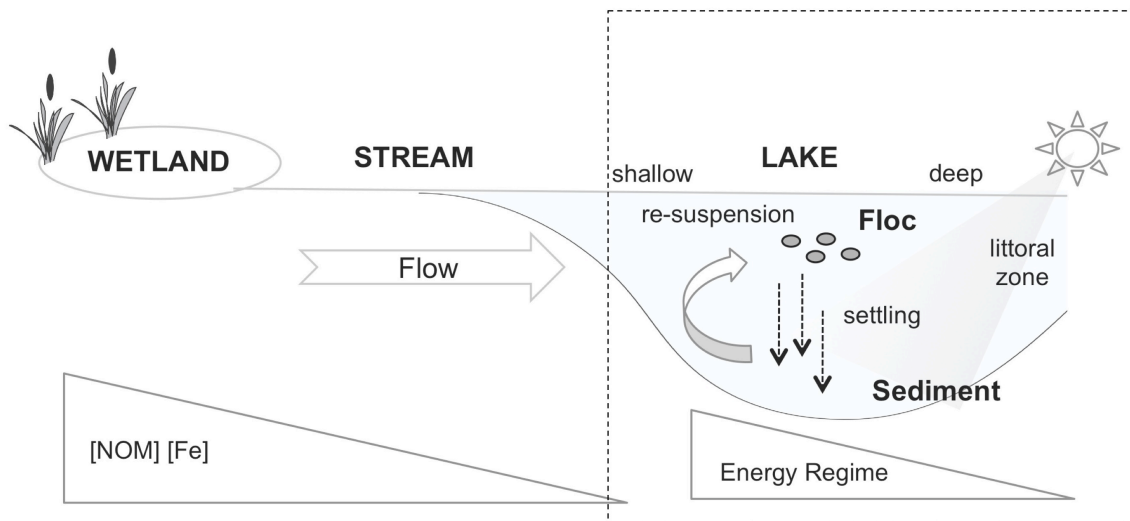 WETLAND
STREAM
LAKE
shallow
deep
re-suspension
Floc
littoral
zone
Flow
settling
Sediment
[NOM] [Fe]
Energy Regime